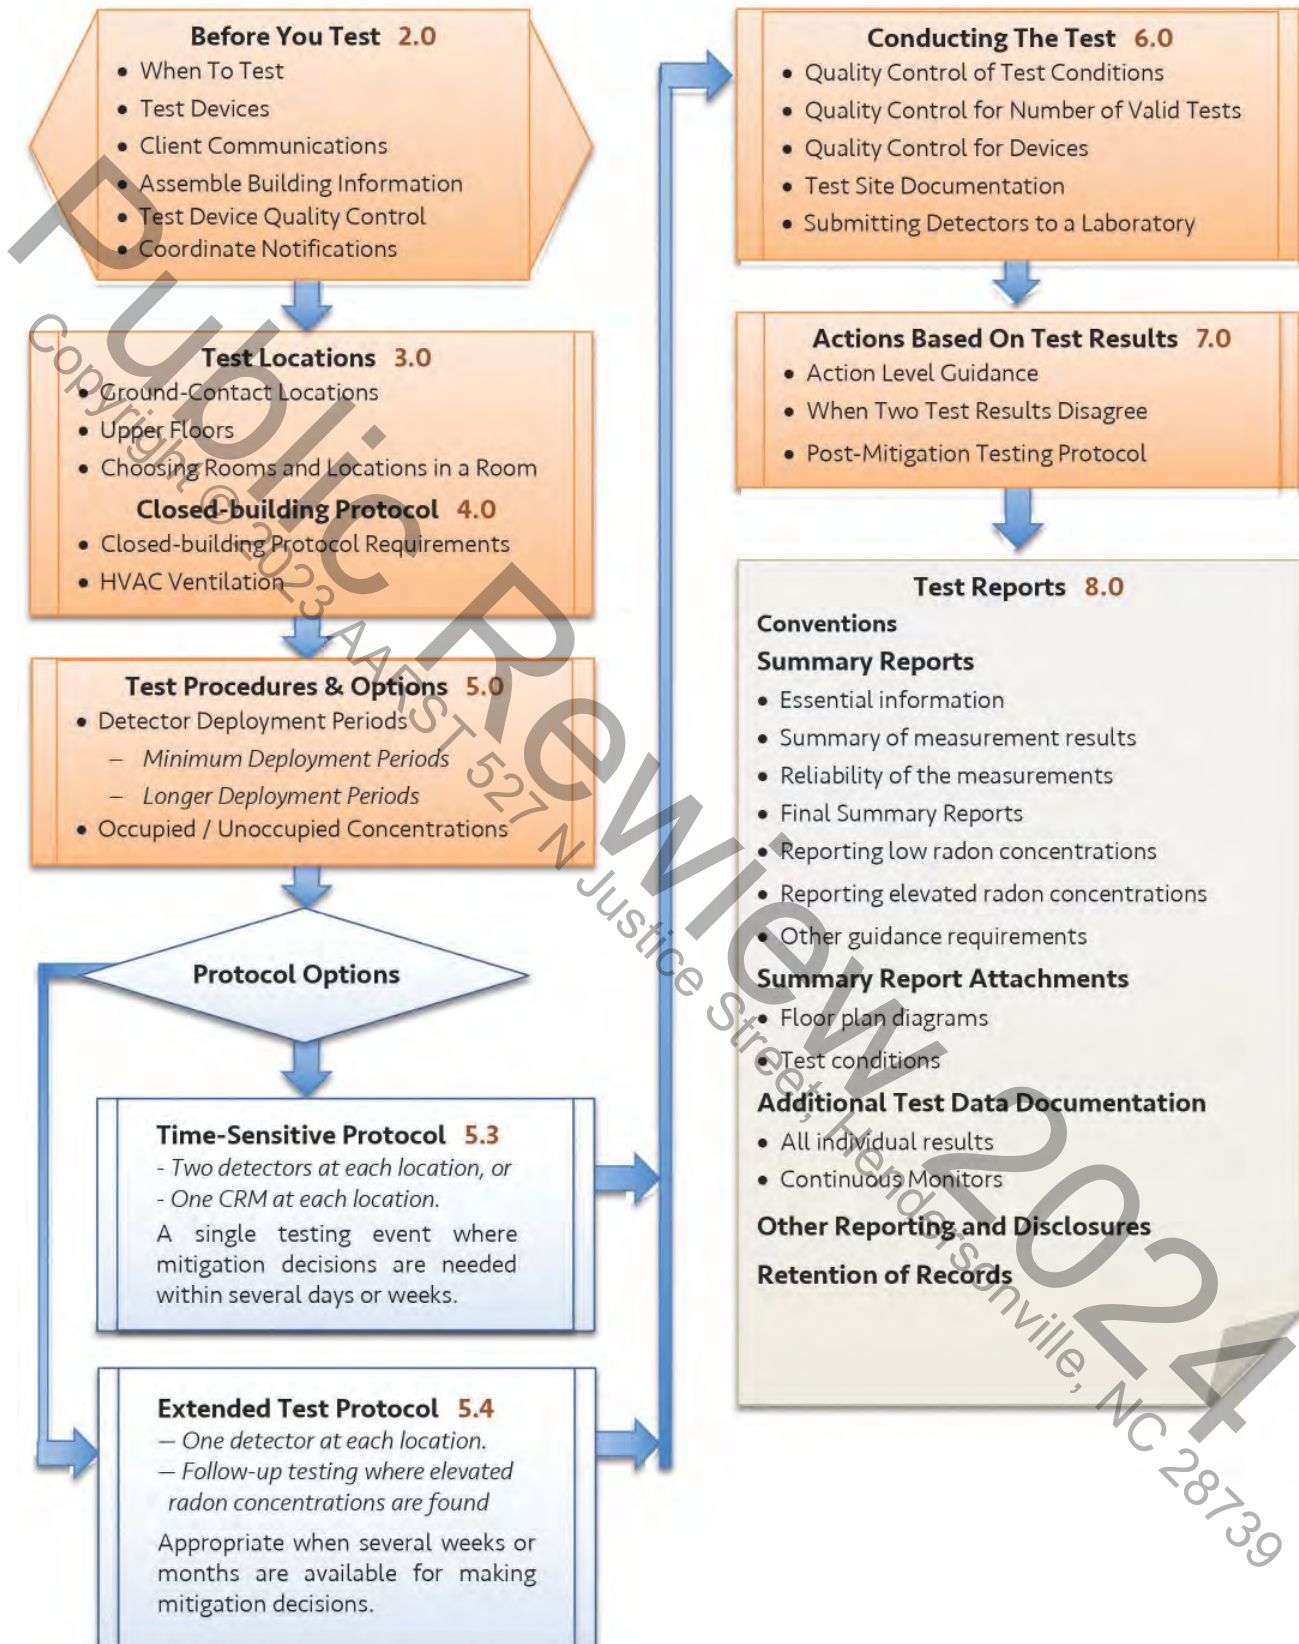 Before You Test 2.0
• When To Test
• Test Devices
• Client Communications
• Assemble Building Information
• Test Device Quality Control
• Coordinate Notifications
Test Locations 3.0
• Ground-Contact Locations
• Upper Floors
• Choosing Rooms and Locations in a Room
Closed-building Protocol 4.0
• Closed-building Protocol Requirements
• HVAC Ventilation
Test Procedures & Options 5.0
• Detector Deployment Periods
– Minimum Deployment Periods
– Longer Deployment Periods
• Occupied / Unoccupied Concentrations
Protocol Options
Time-Sensitive Protocol 5.3
- Two detectors at each location, or
- One CRM at each location.
A single testing event where
mitigation decisions are needed
within several days or weeks.
Extended Test Protocol 5.4
– One detector at each location.
– Follow-up testing where elevated
radon concentrations are found
Appropriate when several weeks or
months are available for making
mitigation decisions.
Conducting The Test 6.0
• Quality Control of Test Conditions
• Quality Control for Number of Valid Tests
• Quality Control for Devices
• Test Site Documentation
• Submitting Detectors to a Laboratory
Actions Based On Test Results 7.0
• Action Level Guidance
• When Two Test Results Disagree
• Post-Mitigation Testing Protocol
Test Reports 8.0
Conventions
Summary Reports
• Essential information
• Summary of measurement results
• Reliability of the measurements
• Final Summary Reports
• Reporting low radon concentrations
• Reporting elevated radon concentrations
• Other guidance requirements
Summary Report Attachments
• Floor plan diagrams
• Test conditions
Additional Test Data Documentation
• All individual results
• Continuous Monitors
Other Reporting and Disclosures
Retention of Records
Public Review 2024
Copyright © 2023 AARST 527 N Justice Street, Hendersonville, NC 28739